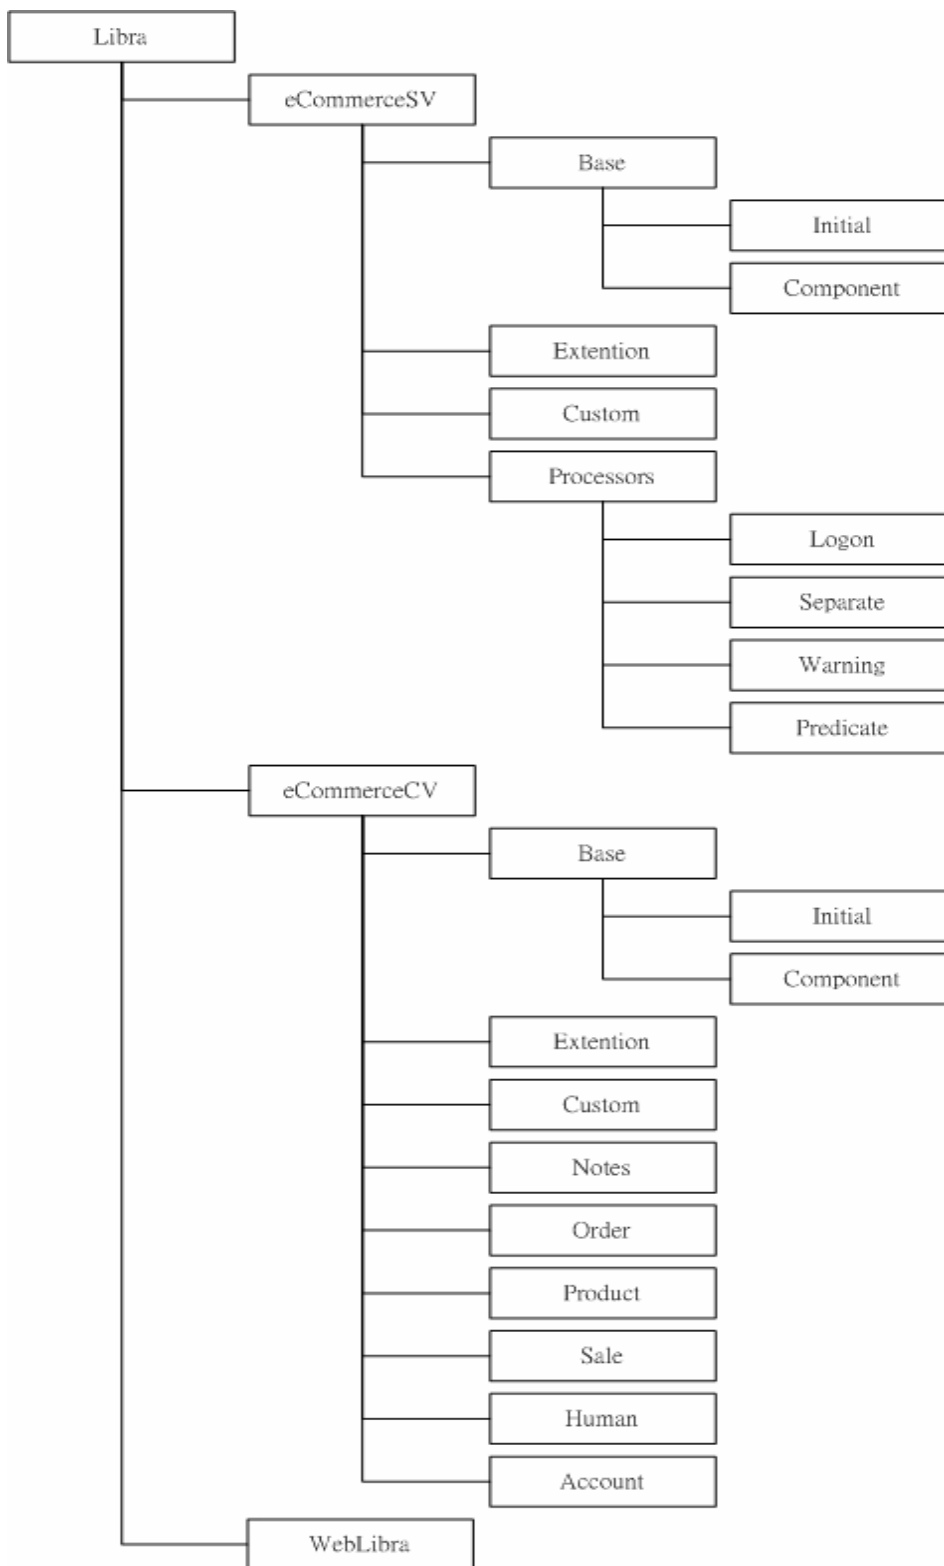 Libra
eCommerceSV
Base
Initial
Component
Extention
Custom
Processors
Logon
Separate
Warning
Predicate
eCommerceCV
Base
Initial
Component
Extention
Custom
Notes
Order
Product
Sale
Human
Account
WebLibra